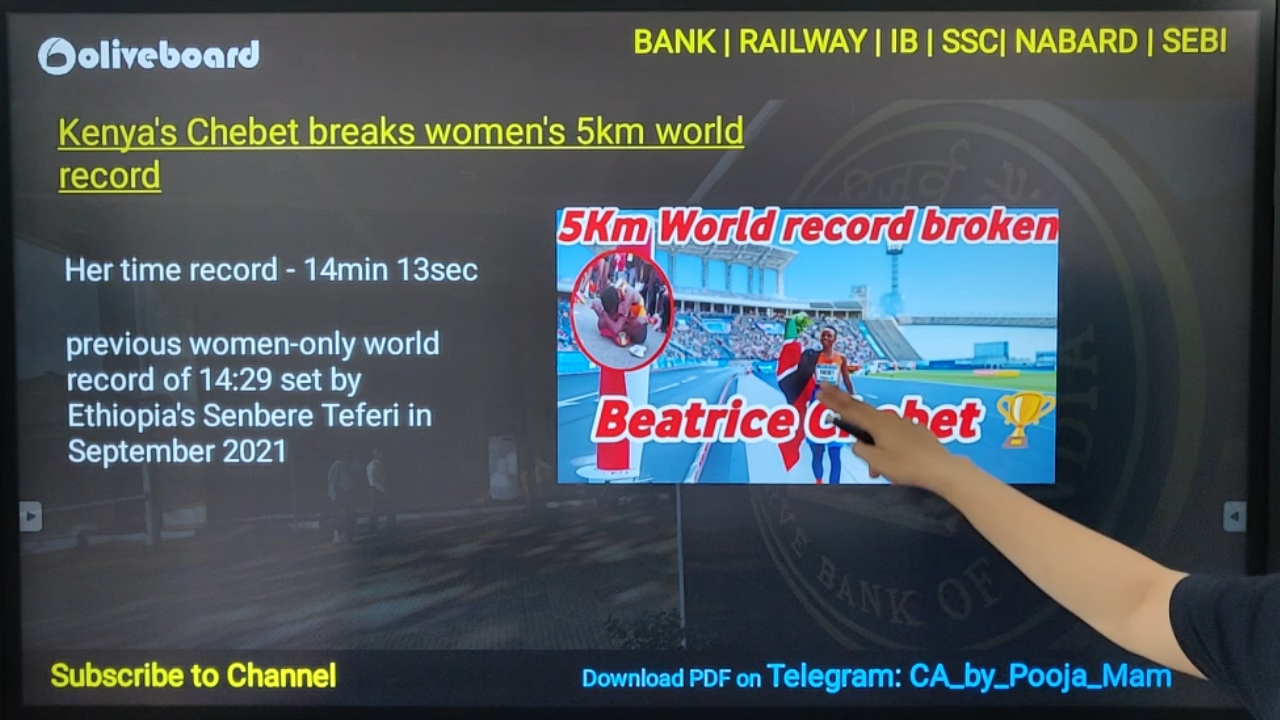 oliveboard
BANK | RAILWAY | IB | SSC| NABARD | SEBI
Kenya's Chebet breaks women's 5km world
record
Her time record - 14min 13sec
previous women-only world
record of 14:29 set by
Ethiopia's Senbere Teferi in
September 2021
5Km World record broken
Beatrice
BANK OF
Subscribe to Channel
Download PDF on Telegram: CA_by_Pooja_Mam